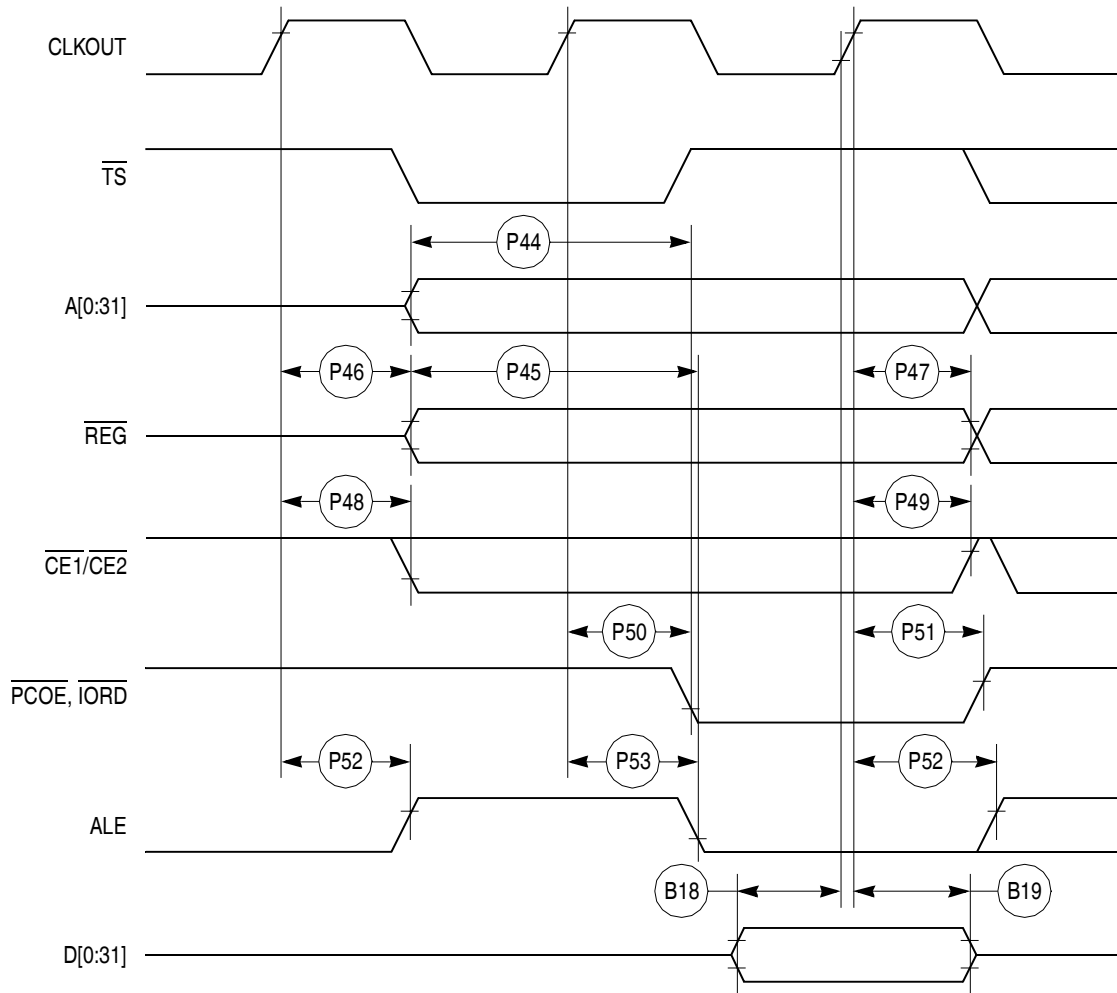 CLKOUT
TS
P44
A[0:31]
P46 P45 P47
REG
P48 P49
CE1/CE2
P50 P51
PCOE, IORD
P52 P53 P52
ALE
B18 B19
D[0:31]